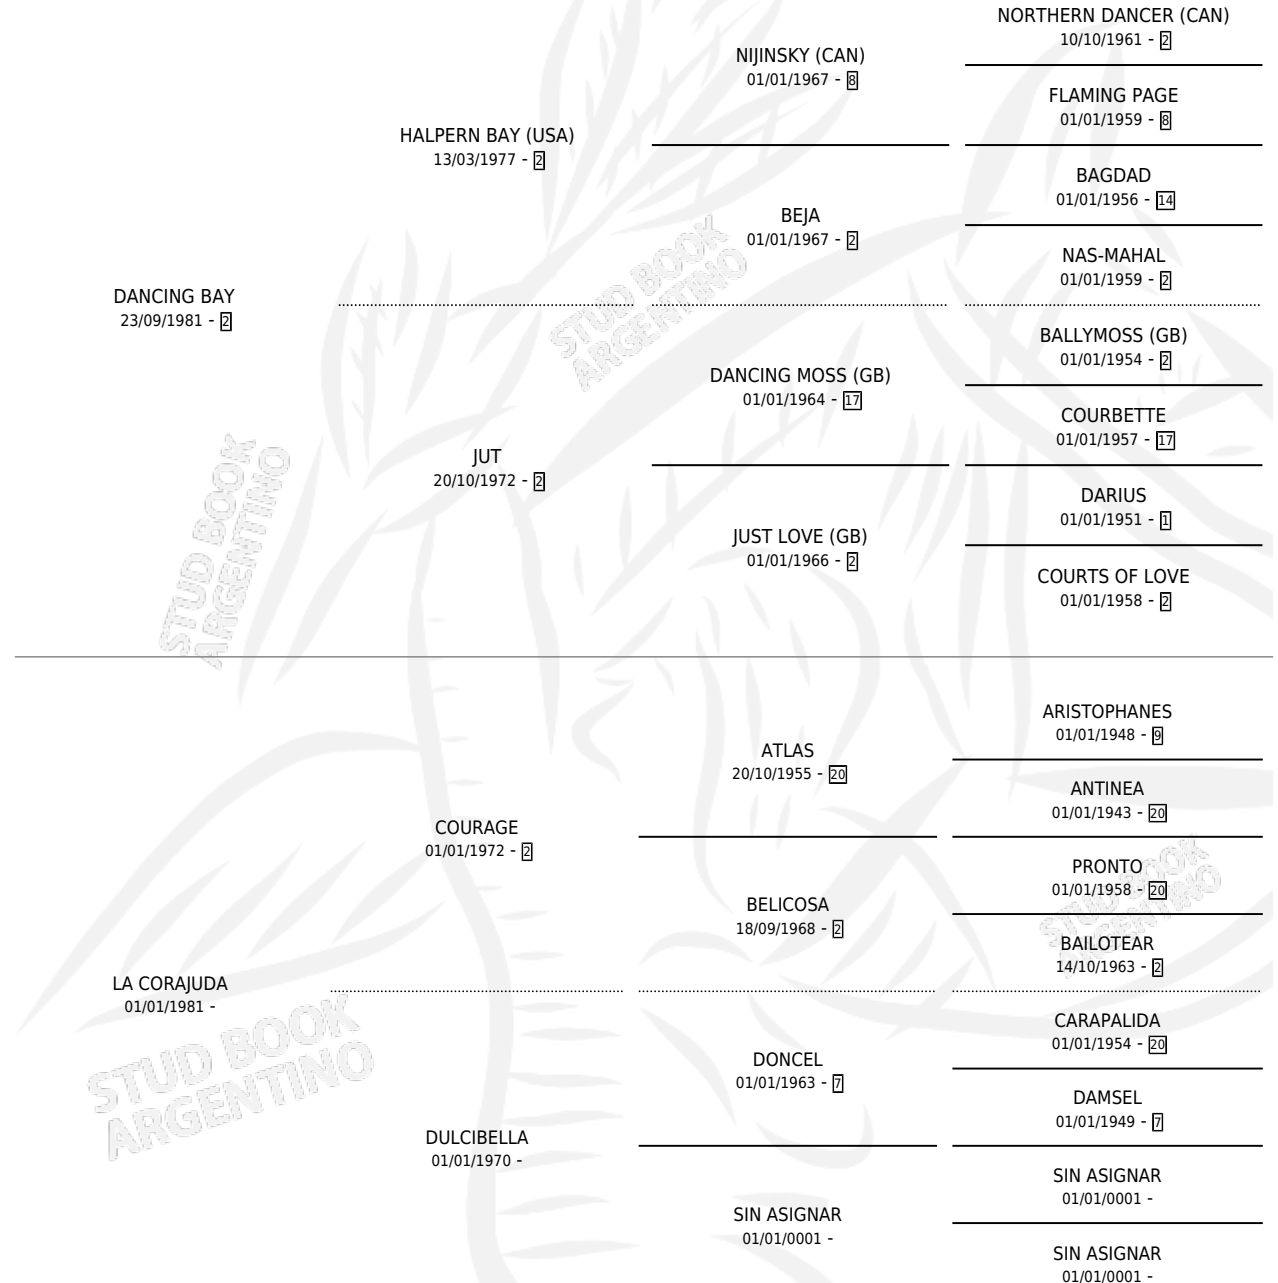 NORTHERN DANCER (CAN)
10/10/1961 - 2
NIJINSKY (CAN)
01/01/1967 - 8
FLAMING PAGE
01/01/1959 - 8
HALPERN BAY (USA)
13/03/1977 - 2
BAGDAD
01/01/1956 - 14
BEJA
01/01/1967 - 2
NAS-MAHAL
01/01/1959 - 2
DANCING BAY
23/09/1981 - 2
STUD BOOK
ARGENTINO
BALLYMOSS (GB)
01/01/1954 - 2
DANCING MOSS (GB)
01/01/1964 - 17
COURBETTE
01/01/1957 - 17
JUT
20/10/1972 - 2
DARIUS
01/01/1951 - 1
JUST LOVE (GB)
01/01/1966 - 2
COURTS OF LOVE
01/01/1958 - 2
STUD BOOK
ARGENTINO
ARISTOPHANES
01/01/1948 - 9
ATLAS
20/10/1955 - 20
ANTINEA
01/01/1943 - 20
COURAGE
01/01/1972 - 2
PRONTO
01/01/1958 - 20
BELICOSA
18/09/1968 - 2
BAILOTEAR
14/10/1963 - 2
STUD BOOK
ARGENTINO
LA CORAJUDA
01/01/1981 -
CARAPALIDA
01/01/1954 - 20
DONCEL
01/01/1963 - 7
DAMSEL
01/01/1949 - 7
STUD BOOK
ARGENTINO
DULCIBELLA
01/01/1970 -
SIN ASIGNAR
01/01/0001 -
SIN ASIGNAR
01/01/0001 -
SIN ASIGNAR
01/01/0001 -